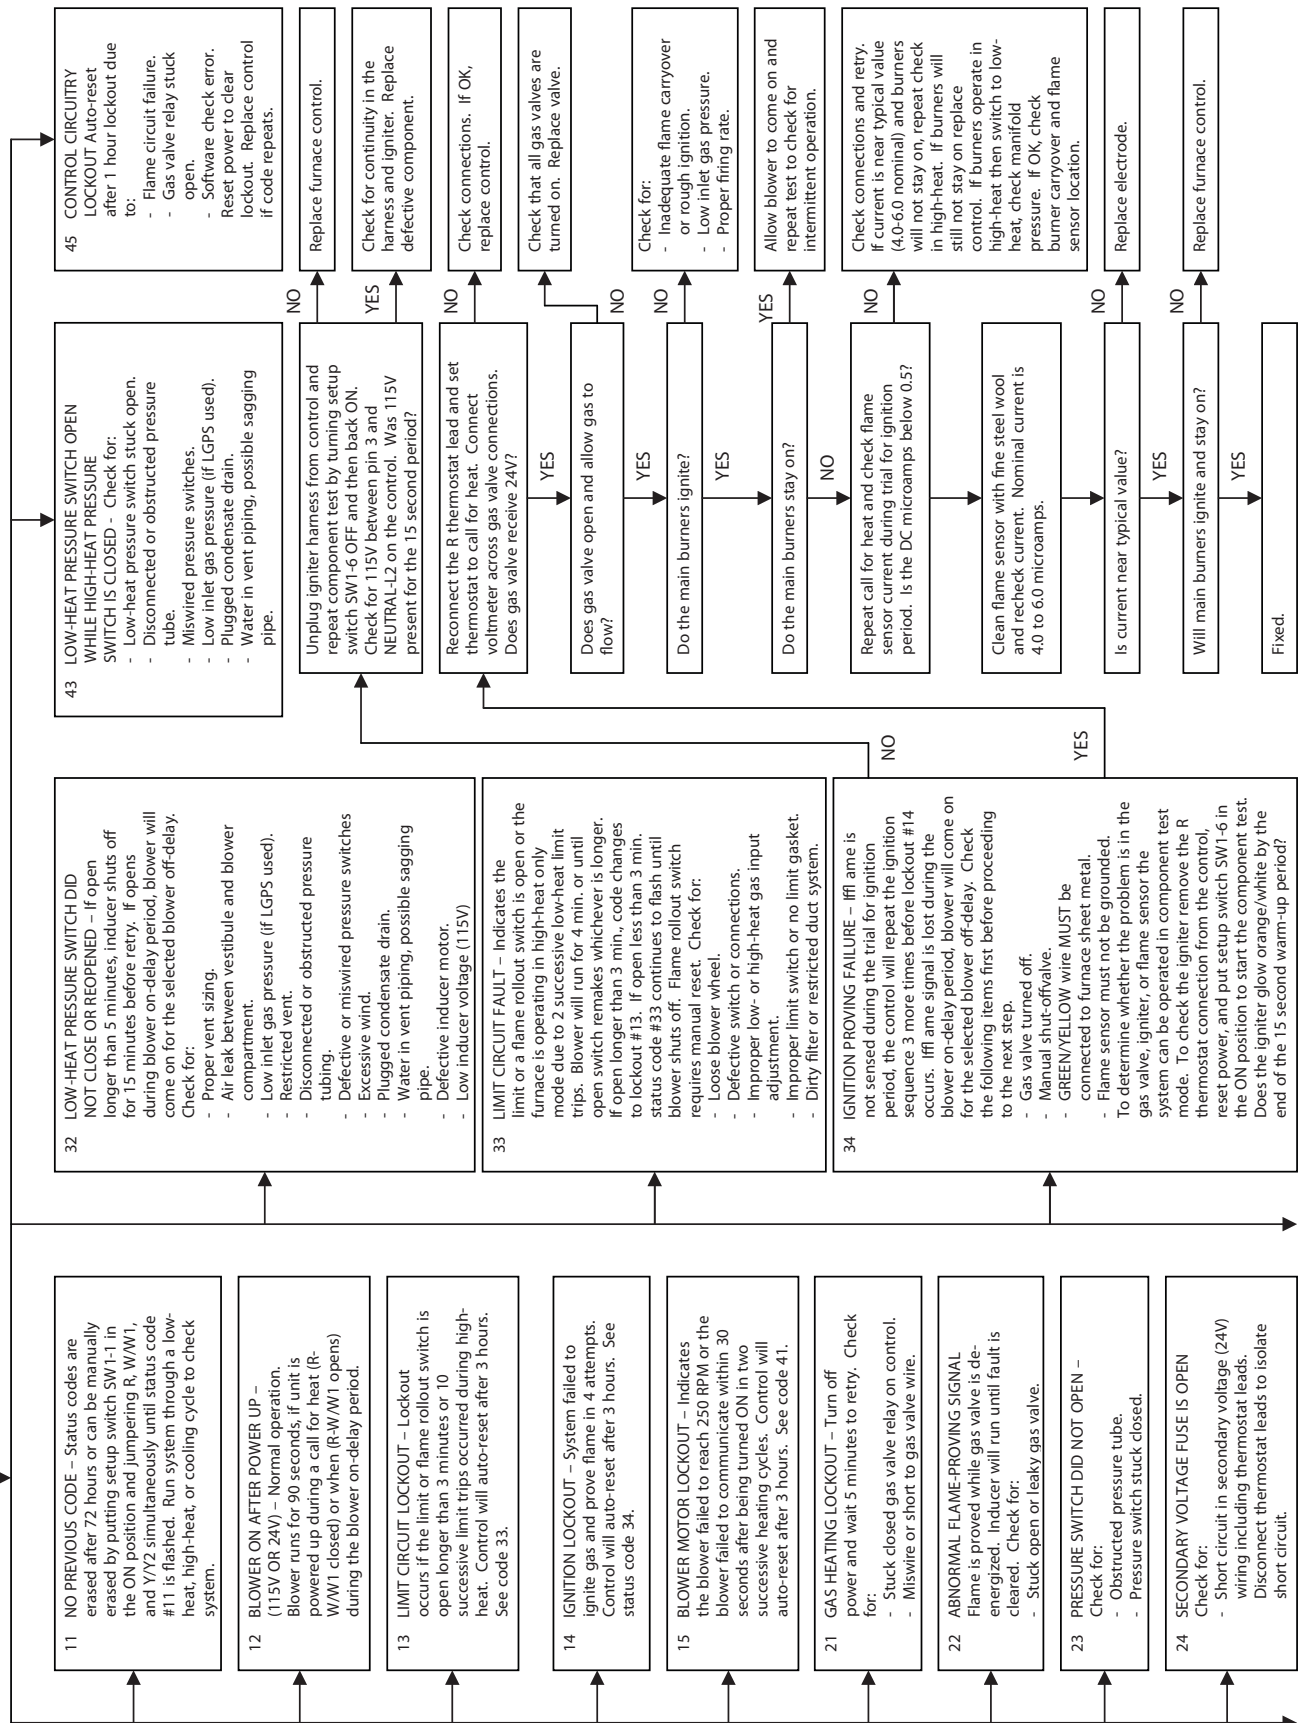 11 NO PREVIOUS CODE – Status codes are
erased after 72 hours or can be manually
erased by putting setup switch SW1-1 in
the ON position and jumpering R, W/W1,
and Y/Y2 simultaneously until status code
#11 is flashed. Run system through a low-
heat, high-heat, or cooling cycle to check
system.
12 BLOWER ON AFTER POWER UP –
(115V OR 24V) – Normal operation.
Blower runs for 90 seconds, if unit is
powered up during a call for heat (R-
W/W1 closed) or when (R-W/W1 opens)
during the blower on-delay period.
13 LIMIT CIRCUIT LOCKOUT – Lockout
occurs if the limit or flame rollout switch is
open longer than 3 minutes or 10
successive limit trips occurred during high-
heat. Control will auto-reset after 3 hours.
See code 33.
14 IGNITION LOCKOUT – System failed to
ignite gas and prove flame in 4 attempts.
Control will auto-reset after 3 hours. See
status code 34.
15 BLOWER MOTOR LOCKOUT – Indicates
the blower failed to reach 250 RPM or the
blower failed to communicate within 30
seconds after being turned ON in two
successive heating cycles. Control will
auto-reset after 3 hours. See code 41.
21 GAS HEATING LOCKOUT – Turn off
power and wait 5 minutes to retry. Check
for:
- Stuck closed gas valve relay on control.
- Miswire or short to gas valve wire.
22 ABNORMAL FLAME-PROVING SIGNAL
Flame is proved while gas valve is de-
energized. Inducer will run until fault is
cleared. Check for:
- Stuck open or leaky gas valve.
23 PRESSURE SWITCH DID NOT OPEN –
Check for:
- Obstructed pressure tube.
- Pressure switch stuck closed.
24 SECONDARY VOLTAGE FUSE IS OPEN
Check for:
- Short circuit in secondary voltage (24V)
wiring including thermostat leads.
Disconnect thermostat leads to isolate
short circuit.
32 LOW-HEAT PRESSURE SWITCH DID
NOT CLOSE OR REOPENED – If open
longer than 5 minutes, inducer shuts off
for 15 minutes before retry. If opens
during blower on-delay period, blower will
come on for the selected blower off-delay.
Check for:
- Proper vent sizing.
- Air leak between vestibule and blower
compartment.
- Low inlet gas pressure (if LGPS used).
- Restricted vent.
- Disconnected or obstructed pressure
tubing.
- Defective or miswired pressure switches
- Excessive wind.
- Plugged condensate drain.
- Water in vent piping, possible sagging
pipe.
- Defective inducer motor.
- Low inducer voltage (115V)
33 LIMIT CIRCUIT FAULT – Indicates the
limit or a flame rollout switch is open or the
furnace is operating in high-heat only
mode due to 2 successive low-heat limit
trips. Blower will run for 4 min. or until
open switch remakes whichever is longer.
If open longer than 3 min., code changes
to lockout #13. If open less than 3 min.
status code #33 continues to flash until
blower shuts off. Flame rollout switch
requires manual reset. Check for:
- Loose blower wheel.
- Defective switch or connections.
- Improper low- or high-heat gas input
adjustment.
- Improper limit switch or no limit gasket.
- Dirty filter or restricted duct system.
34 IGNITION PROVING FAILURE – Iffl ame is
not sensed during the trial for ignition
period, the control will repeat the ignition
sequence 3 more times before lockout #14
occurs. Iffl ame signal is lost during the
blower on-delay period, blower will come on
for the selected blower off-delay. Check
the following items first before proceeding
to the next step.
- Gas valve turned off.
- Manual shut-offvalve.
- GREEN/YELLOW wire MUST be
connected to furnace sheet metal.
- Flame sensor must not be grounded.
To determine whether the problem is in the
gas valve, igniter, or flame sensor the
system can be operated in component test
mode. To check the igniter remove the R
thermostat connection from the control,
reset power, and put setup switch SW1-6 in
the ON position to start the component test.
Does the igniter glow orange/white by the
end of the 15 second warm-up period?
NO
YES
43 LOW-HEAT PRESSURE SWITCH OPEN
WHILE HIGH-HEAT PRESSURE
SWITCH IS CLOSED - Check for:
- Low-heat pressure switch stuck open.
- Disconnected or obstructed pressure
tube.
- Miswired pressure switches.
- Low inlet gas pressure (if LGPS used).
- Plugged condensate drain.
- Water in vent piping, possible sagging
pipe.
Unplug igniter harness from control and
repeat component test by turning setup
switch SW1-6 OFF and then back ON.
Check for 115V between pin 3 and
NEUTRAL-L2 on the control. Was 115V
present for the 15 second period?
NO
YES
Reconnect the R thermostat lead and set
thermostat to call for heat. Connect
voltmeter across gas valve connections.
Does gas valve receive 24V?
NO
YES
Does gas valve open and allow gas to
flow?
NO
YES
Do the main burners ignite?
NO
YES
Do the main burners stay on?
YES
NO
Repeat call for heat and check flame
sensor current during trial for ignition
period. Is the DC microamps below 0.5?
NO
Clean flame sensor with fine steel wool
and recheck current. Nominal current is
4.0 to 6.0 microamps.
Is current near typical value?
NO
YES
Will main burners ignite and stay on?
NO
YES
Fixed.
45 CONTROL CIRCUITRY
LOCKOUT Auto-reset
after 1 hour lockout due
to:
- Flame circuit failure.
- Gas valve relay stuck
open.
- Software check error.
Reset power to clear
lockout. Replace control
if code repeats.
Replace furnace control.
Check for continuity in the
harness and igniter. Replace
defective component.
Check connections. If OK,
replace control.
Check that all gas valves are
turned on. Replace valve.
Check for:
- Inadequate flame carryover
or rough ignition.
- Low inlet gas pressure.
- Proper firing rate.
Allow blower to come on and
repeat test to check for
intermittent operation.
Check connections and retry.
If current is near typical value
(4.0-6.0 nominal) and burners
will not stay on, repeat check
in high-heat. If burners will
still not stay on replace
control. If burners operate in
high-heat then switch to low-
heat, check manifold
pressure. If OK, check
burner carryover and flame
sensor location.
Replace electrode.
Replace furnace control.